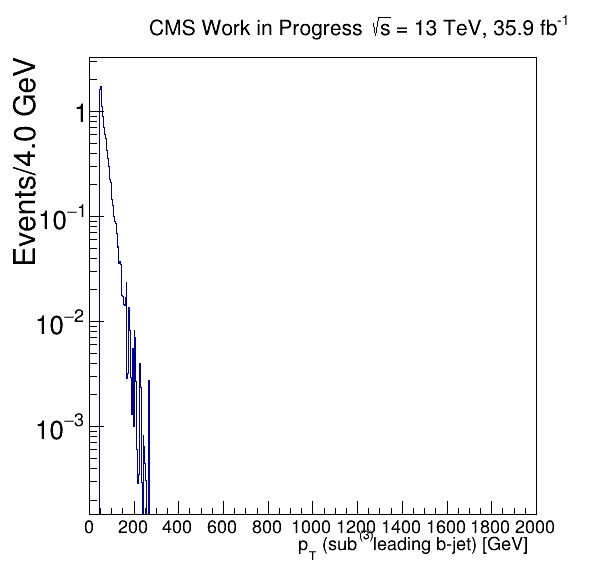 CMS Work in Progress √s = 13 TeV, 35.9 fb⁻¹
Events/4.0 GeV
1
10⁻¹
10⁻²
10⁻³
0 200 400 600 800 1000 1200 1400 1600 1800 2000
p_T (sub⁽³⁾leading b-jet) [GeV]